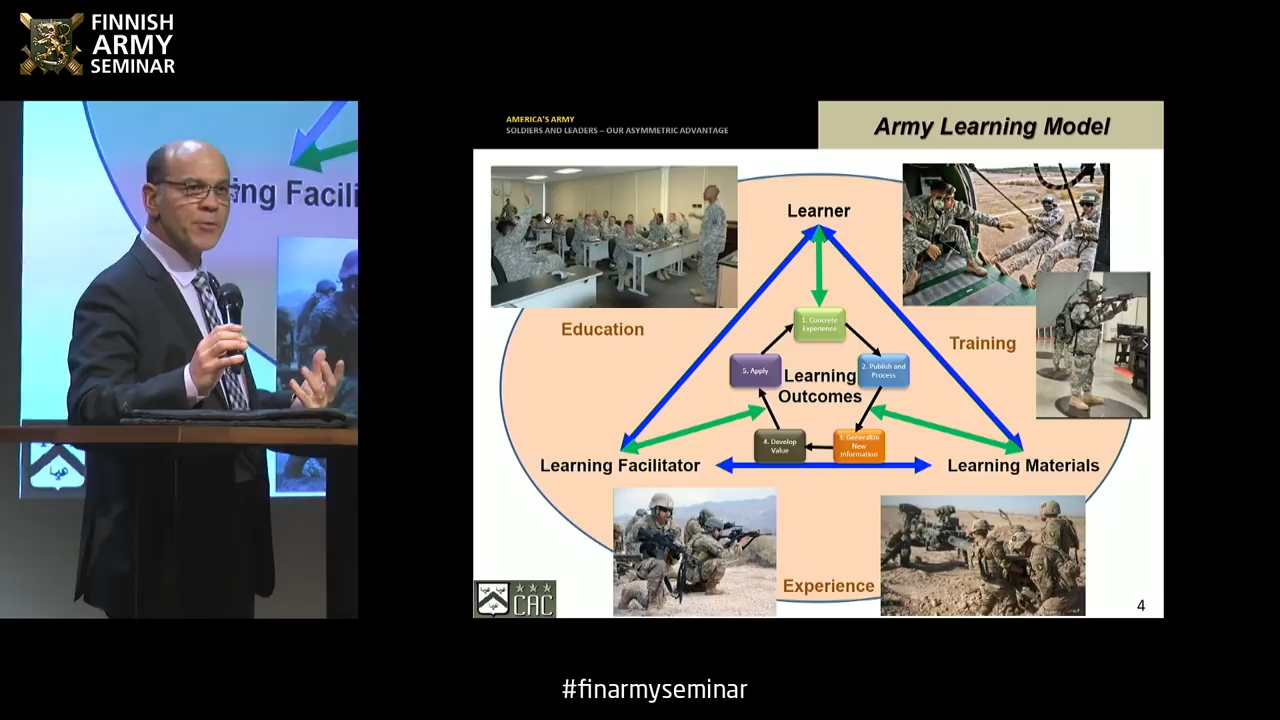 FINNISH
ARMY
SEMINAR
ing Facili
AMERICA'S ARMY
SOLDIERS AND LEADERS – OUR ASYMMETRIC ADVANTAGE
Army Learning Model
Learner
Education
Training
1. Concrete
Experience
5. Apply
2. Publish and
Process
Learning
Outcomes
4. Develop
Value
3. Generalize
New
Information
Learning Facilitator
Learning Materials
Experience
CAC
4
#finarmyseminar